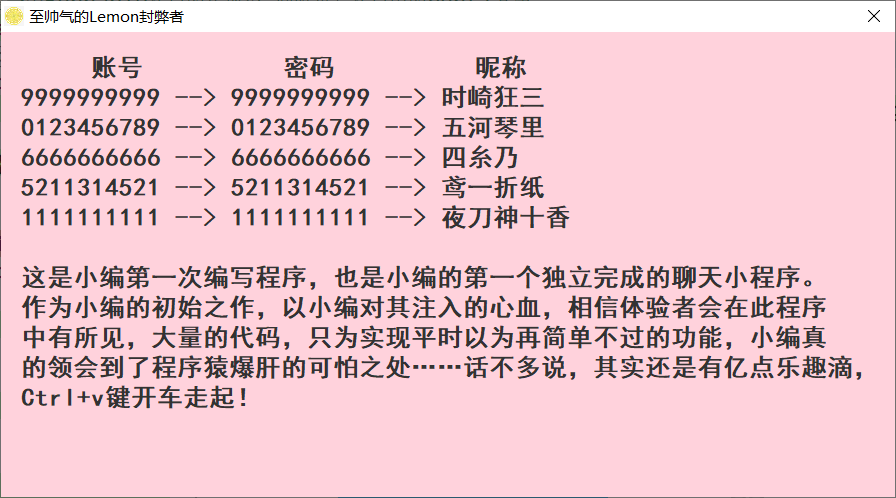 至帅气的Lemon封弊者
账号 密码 昵称
9999999999 --> 9999999999 --> 时崎狂三
0123456789 --> 0123456789 --> 五河琴里
6666666666 --> 6666666666 --> 四糸乃
5211314521 --> 5211314521 --> 鸢一折纸
1111111111 --> 1111111111 --> 夜刀神十香
这是小编第一次编写程序，也是小编的第一个独立完成的聊天小程序。
作为小编的初始之作，以小编对其注入的心血，相信体验者会在此程序
中有所见，大量的代码，只为实现平时以为再简单不过的功能，小编真
的领会到了程序猿爆肝的可怕之处……话不多说，其实还是有亿点乐趣滴，
Ctrl+v键开车走起！